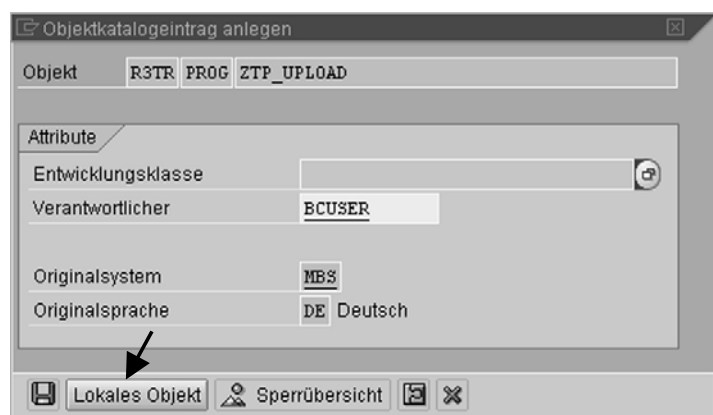 Objektkatalogeintrag anlegen
Objekt R3TR PROG ZTP_UPLOAD
Attribute
Entwicklungsklasse
Verantwortlicher BCUSER
Originalsystem MBS
Originalsprache DE Deutsch
Lokales Objekt Sperrübersicht